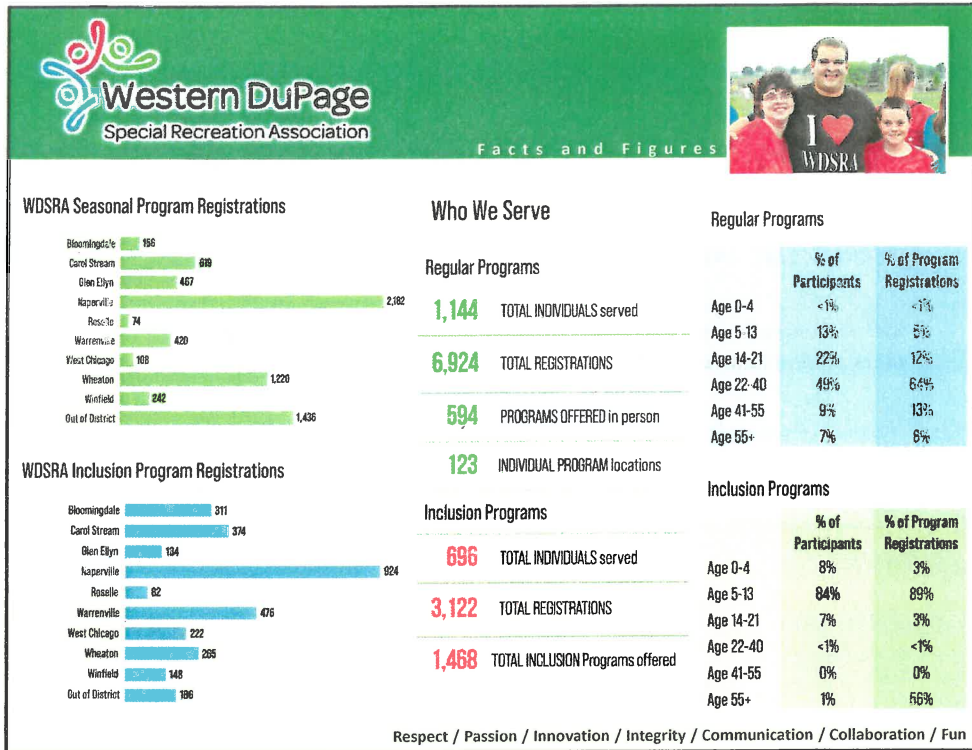 Western DuPage
Special Recreation Association
Facts and Figures
I
WDSRA
WDSRA Seasonal Program Registrations
Bloomingdale 156
Carol Stream 619
Glen Ellyn 467
Naperville 2,182
Roselle 74
Warrenville 420
West Chicago 108
Wheaton 1,220
Winfield 242
Out of District 1,436
WDSRA Inclusion Program Registrations
Bloomingdale 311
Carol Stream 374
Glen Ellyn 134
Naperville 924
Roselle 82
Warrenville 476
West Chicago 222
Wheaton 265
Winfield 148
Out of District 186
Who We Serve
Regular Programs
1,144 TOTAL INDIVIDUALS served
6,924 TOTAL REGISTRATIONS
594 PROGRAMS OFFERED in person
123 INDIVIDUAL PROGRAM locations
Inclusion Programs
696 TOTAL INDIVIDUALS served
3,122 TOTAL REGISTRATIONS
1,468 TOTAL INCLUSION Programs offered
Regular Programs
% of % of Program
Participants Registrations
Age 0-4 <1% <1%
Age 5-13 13% 5%
Age 14-21 22% 12%
Age 22-40 49% 64%
Age 41-55 9% 13%
Age 55+ 7% 6%
Inclusion Programs
% of % of Program
Participants Registrations
Age 0-4 8% 3%
Age 5-13 84% 89%
Age 14-21 7% 3%
Age 22-40 <1% <1%
Age 41-55 0% 0%
Age 55+ 1% 56%
Respect / Passion / Innovation / Integrity / Communication / Collaboration / Fun